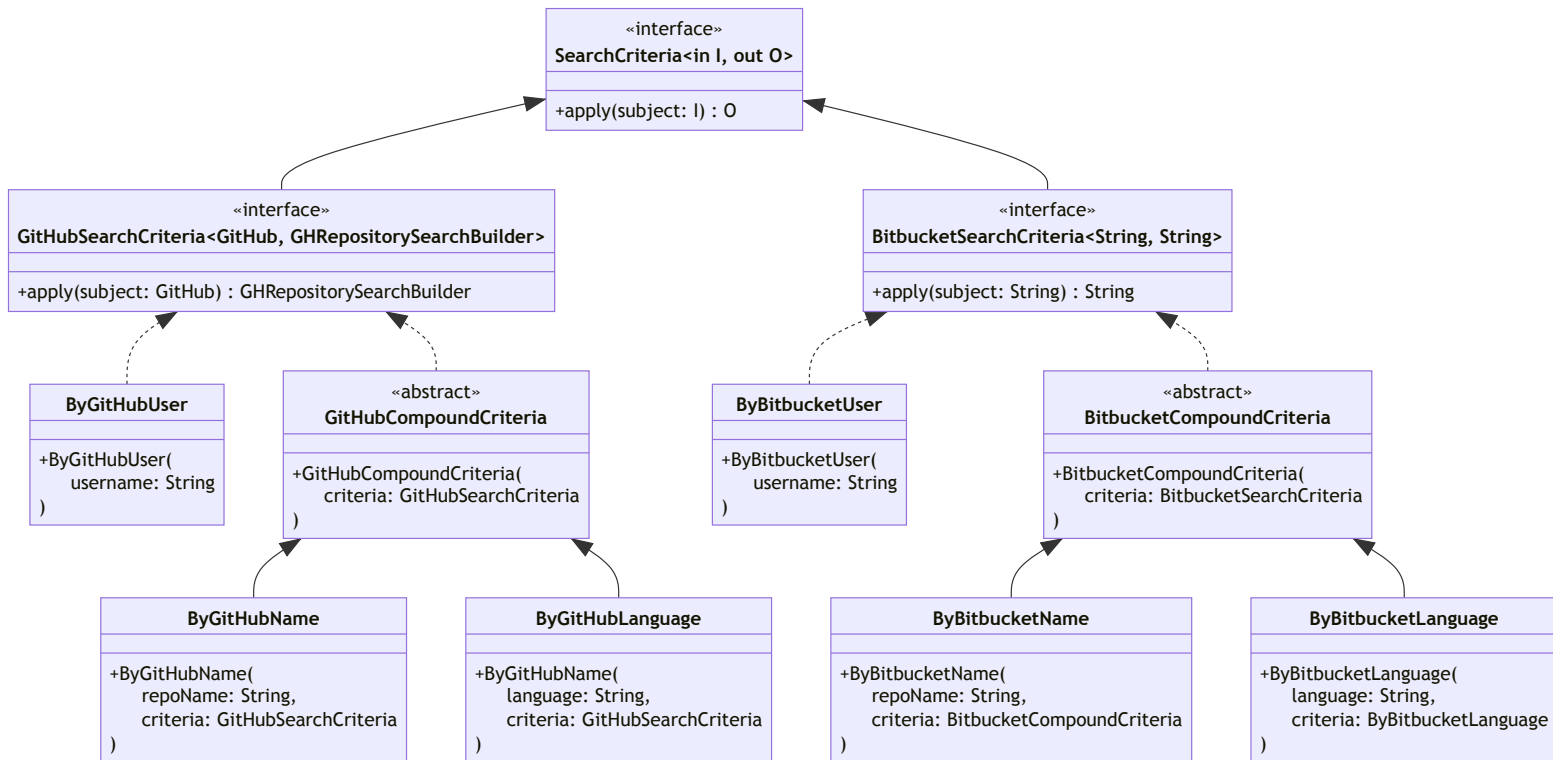 «interface»
SearchCriteria<in I, out O>
+apply(subject: I) : O
«interface»
GitHubSearchCriteria<GitHub, GHRepositorySearchBuilder>
+apply(subject: GitHub) : GHRepositorySearchBuilder
«interface»
BitbucketSearchCriteria<String, String>
+apply(subject: String) : String
ByGitHubUser
+ByGitHubUser(
username: String
)
«abstract»
GitHubCompoundCriteria
+GitHubCompoundCriteria(
criteria: GitHubSearchCriteria
)
ByBitbucketUser
+ByBitbucketUser(
username: String
)
«abstract»
BitbucketCompoundCriteria
+BitbucketCompoundCriteria(
criteria: BitbucketSearchCriteria
)
ByGitHubName
+ByGitHubName(
repoName: String,
criteria: GitHubSearchCriteria
)
ByGitHubLanguage
+ByGitHubName(
language: String,
criteria: GitHubSearchCriteria
)
ByBitbucketName
+ByBitbucketName(
repoName: String,
criteria: BitbucketCompoundCriteria
)
ByBitbucketLanguage
+ByBitbucketLanguage(
language: String,
criteria: ByBitbucketLanguage
)